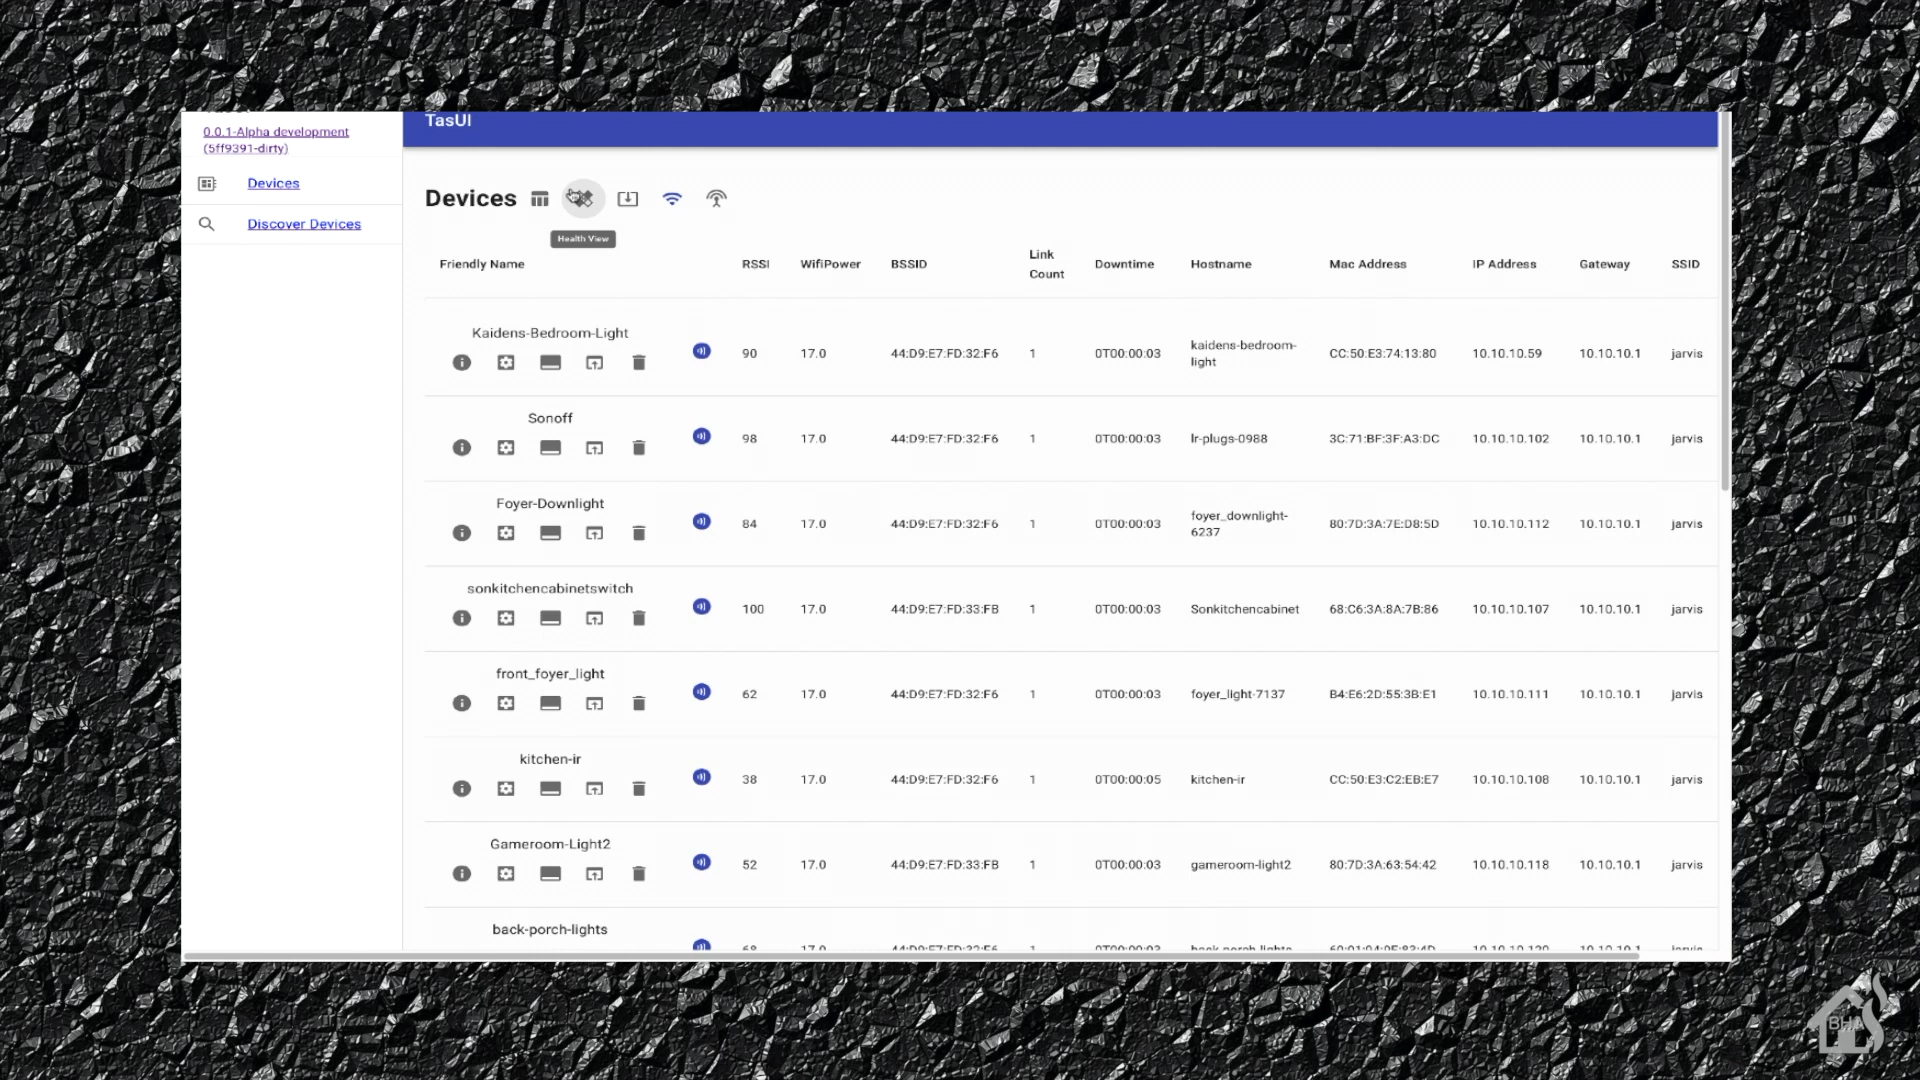 0.0.1-Alpha development
(5ff9391-dirty)
Devices
Discover Devices
TasUI
Devices
Health View
Friendly Name RSSI WifiPower BSSID Link Count Downtime Hostname Mac Address IP Address Gateway SSID
Kaidens-Bedroom-Light
90 17.0 44:D9:E7:FD:32:F6 1 0T00:00:03 kaidens-bedroom-light CC:50:E3:74:13:80 10.10.10.59 10.10.10.1 jarvis
Sonoff
98 17.0 44:D9:E7:FD:32:F6 1 0T00:00:03 lr-plugs-0988 3C:71:BF:3F:A3:DC 10.10.10.102 10.10.10.1 jarvis
Foyer-Downlight
84 17.0 44:D9:E7:FD:32:F6 1 0T00:00:03 foyer_downlight-6237 80:7D:3A:7E:D8:5D 10.10.10.112 10.10.10.1 jarvis
sonkitchencabinetswitch
100 17.0 44:D9:E7:FD:33:FB 1 0T00:00:03 Sonkitchencabinet 68:C6:3A:8A:7B:86 10.10.10.107 10.10.10.1 jarvis
front_foyer_light
62 17.0 44:D9:E7:FD:32:F6 1 0T00:00:03 foyer_light-7137 B4:E6:2D:55:3B:E1 10.10.10.111 10.10.10.1 jarvis
kitchen-ir
38 17.0 44:D9:E7:FD:32:F6 1 0T00:00:05 kitchen-ir CC:50:E3:C2:EB:E7 10.10.10.108 10.10.10.1 jarvis
Gameroom-Light2
52 17.0 44:D9:E7:FD:33:FB 1 0T00:00:03 gameroom-light2 80:7D:3A:63:54:42 10.10.10.118 10.10.10.1 jarvis
back-porch-lights
17.0 44:D9:E7:FD:32:F6 1 0T00:00:03 back-porch-lights 10.10.10.1 jarvis